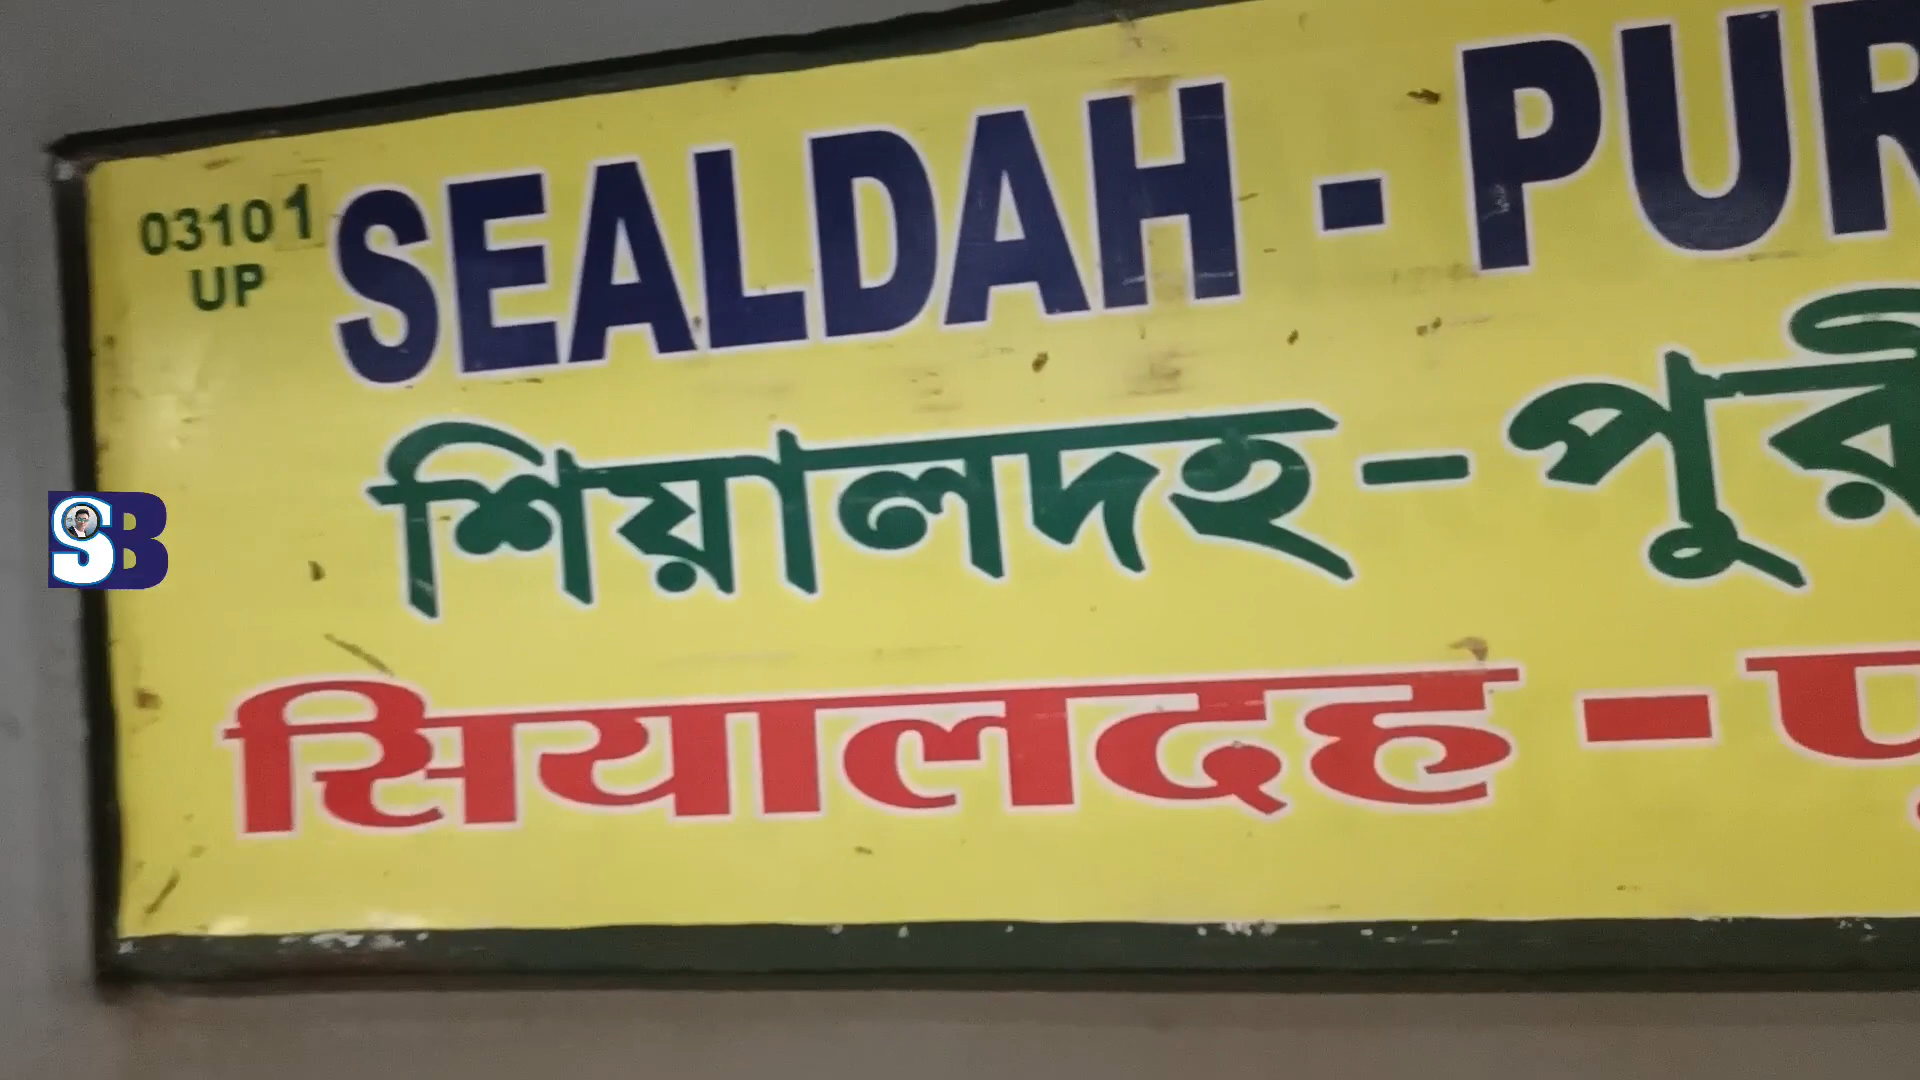 03101
UP
SEALDAH - PUR
শিয়ালদহ - পুরী
सियालदह -
SB